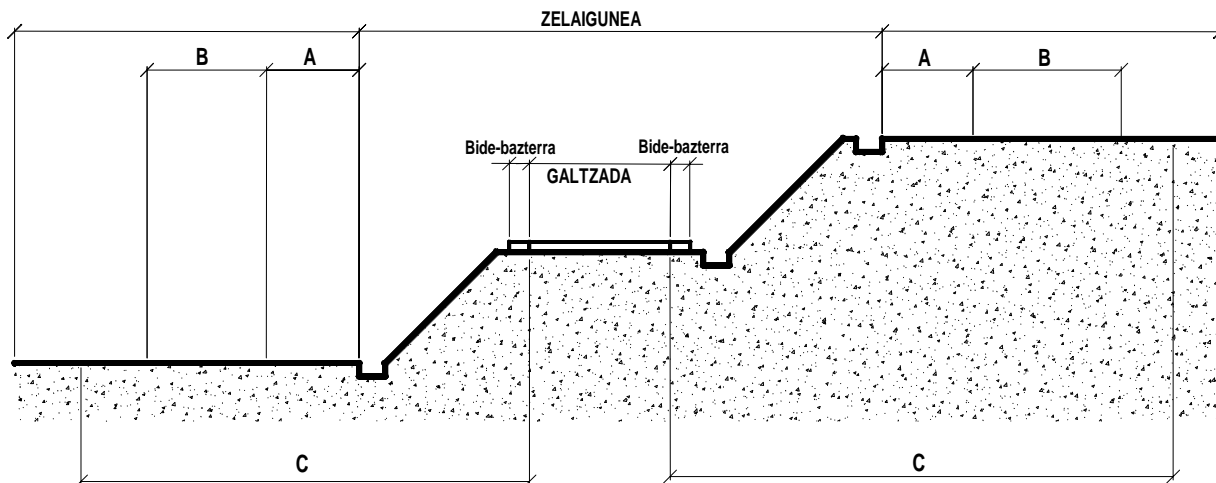 ZELAIGUNEA
B A A B
Bide-bazterra Bide-bazterra
GALTZADA
C C